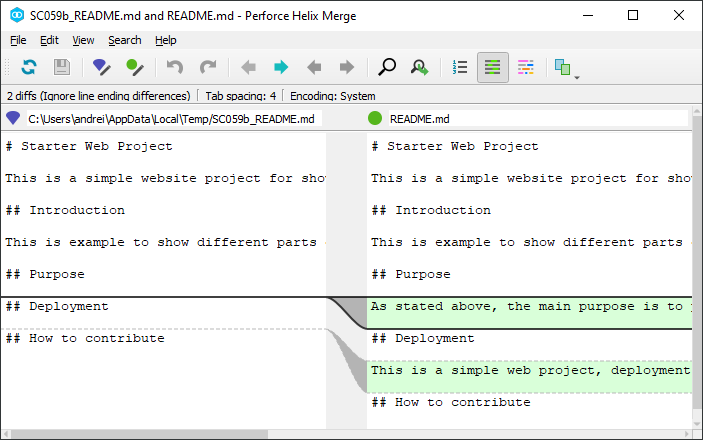 SC059b_README.md and README.md - Perforce Helix Merge
File Edit View Search Help
2 diffs (Ignore line ending differences) Tab spacing: 4 Encoding: System
C:\Users\andrei\AppData\Local\Temp/SC059b_README.md
# Starter Web Project
This is a simple website project for
## Introduction
This is example to show different parts
## Purpose
## Deployment
## How to contribute
README.md
# Starter Web Project
This is a simple website project for
## Introduction
This is example to show different parts
## Purpose
As stated above, the main purpose is to
## Deployment
This is a simple web project, deployment
## How to contribute